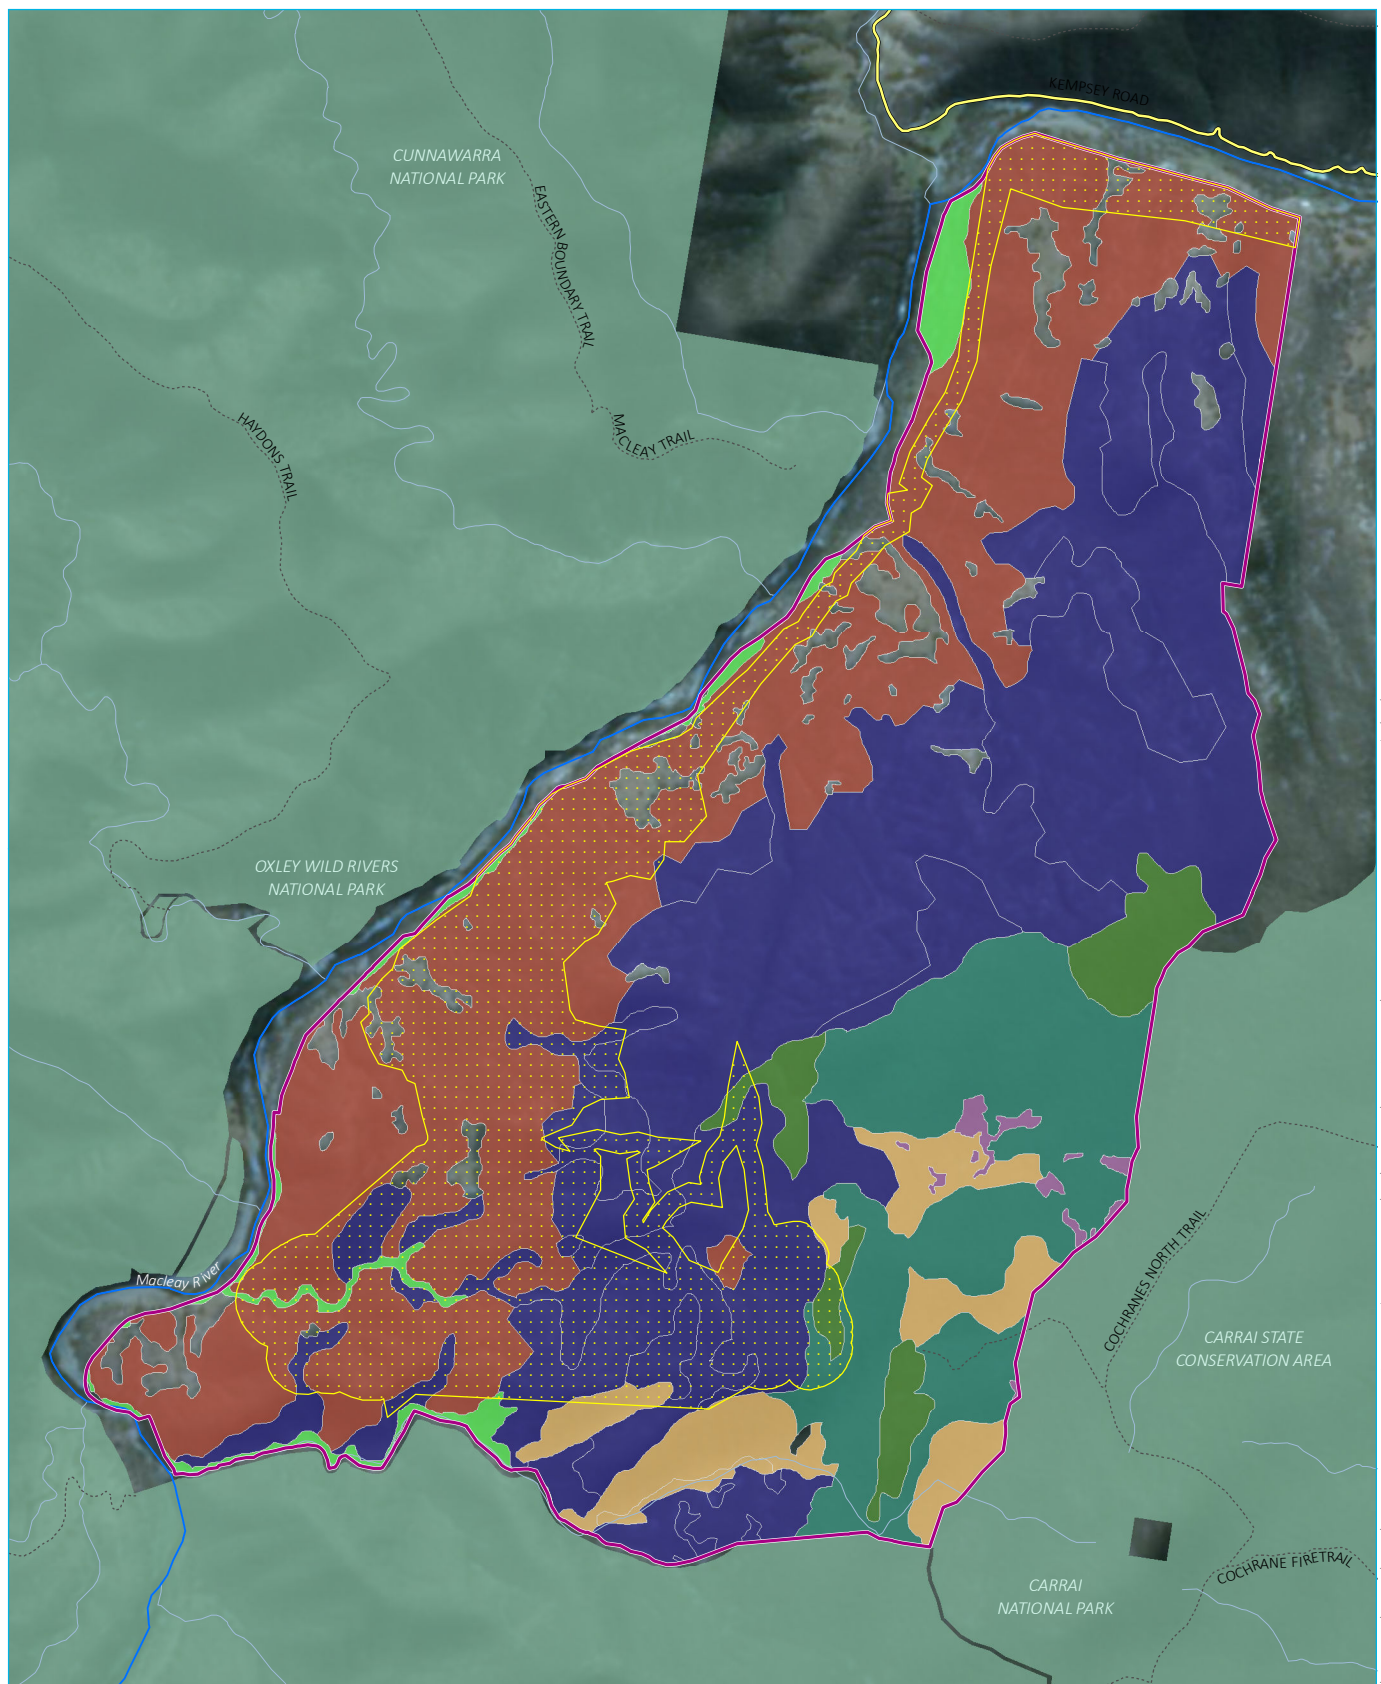 KEMPSEY ROAD
CUNNAWARRA
NATIONAL PARK
EASTERN BOUNDARY TRAIL
HAYDONS TRAIL
MACLEAY TRAIL
OXLEY WILD RIVERS
NATIONAL PARK
Macleay River
COCHRANES NORTH TRAIL
CARRAI STATE
CONSERVATION AREA
COCHRANE FIRETRAIL
CARRAI
NATIONAL PARK